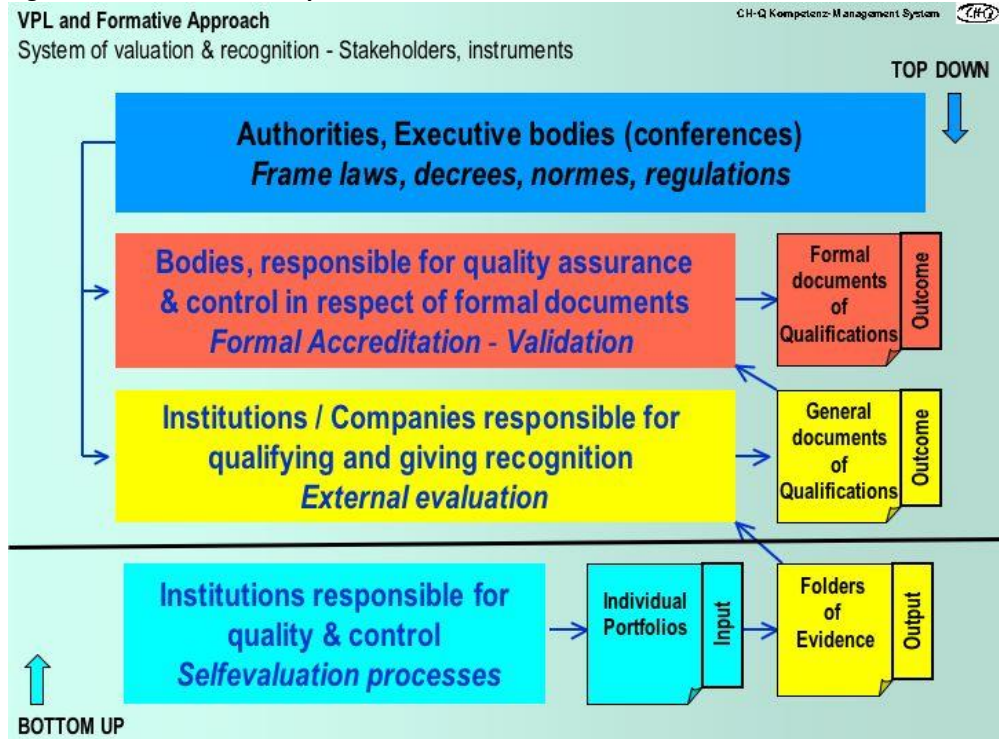 VPL and Formative Approach
CH-Q Kompetenz-Management System
CH-Q
System of valuation & recognition - Stakeholders, instruments
TOP DOWN
Authorities, Executive bodies (conferences)
Frame laws, decrees, normes, regulations
Bodies, responsible for quality assurance
& control in respect of formal documents
Formal Accreditation - Validation
Formal
documents
of
Qualifications
Outcome
Institutions / Companies responsible for
qualifying and giving recognition
External evaluation
General
documents
of
Qualifications
Outcome
Institutions responsible for
quality & control
Selfevaluation processes
Individual
Portfolios
Input
Folders
of
Evidence
Output
BOTTOM UP